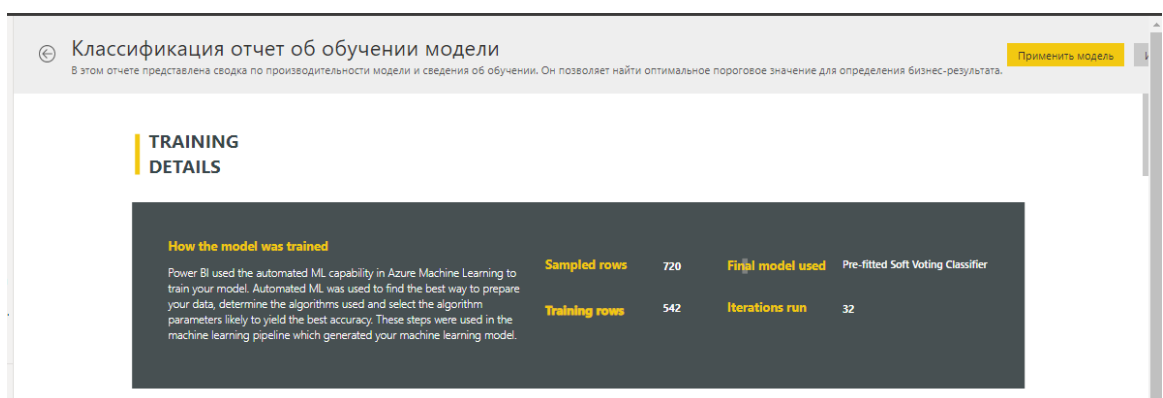 Классификация отчет об обучении модели
В этом отчете представлена сводка по производительности модели и сведения об обучении. Он позволяет найти оптимальное пороговое значение для определения бизнес-результата.
Применить модель
TRAINING
DETAILS
How the model was trained
Power BI used the automated ML capability in Azure Machine Learning to
train your model. Automated ML was used to find the best way to prepare
your data, determine the algorithms used and select the algorithm
parameters likely to yield the best accuracy. These steps were used in the
machine learning pipeline which generated your machine learning model.
Sampled rows 720 Final model used Pre-fitted Soft Voting Classifier
Training rows 542 Iterations run 32